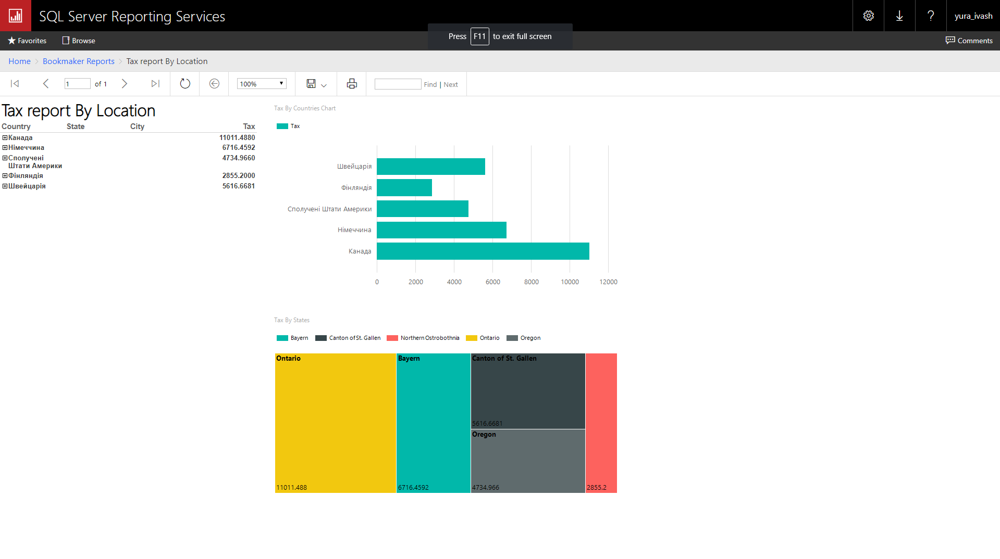 SQL Server Reporting Services
yura_ivash
Press F11 to exit full screen
Favorites
Browse
Comments
Home > Bookmaker Reports > Tax report By Location
1 of 1
100%
Find | Next
Tax report By Location
Country State City Tax
Канада 11011.4880
Німеччина 6716.4592
Сполучені 4734.9660
Штати Америки
Фінляндія 2855.2000
Швейцарія 5616.6681
Tax By Countries Chart
Tax
Швейцарія
Фінляндія
Сполучені Штати Америки
Німеччина
Канада
0 2000 4000 6000 8000 10000 12000
Tax By States
Bayern Canton of St. Gallen Northern Ostrobothnia Ontario Oregon
Ontario
11011.488
Bayern
6716.4592
Canton of St. Gallen
5616.6681
Oregon
4734.966
2855.2